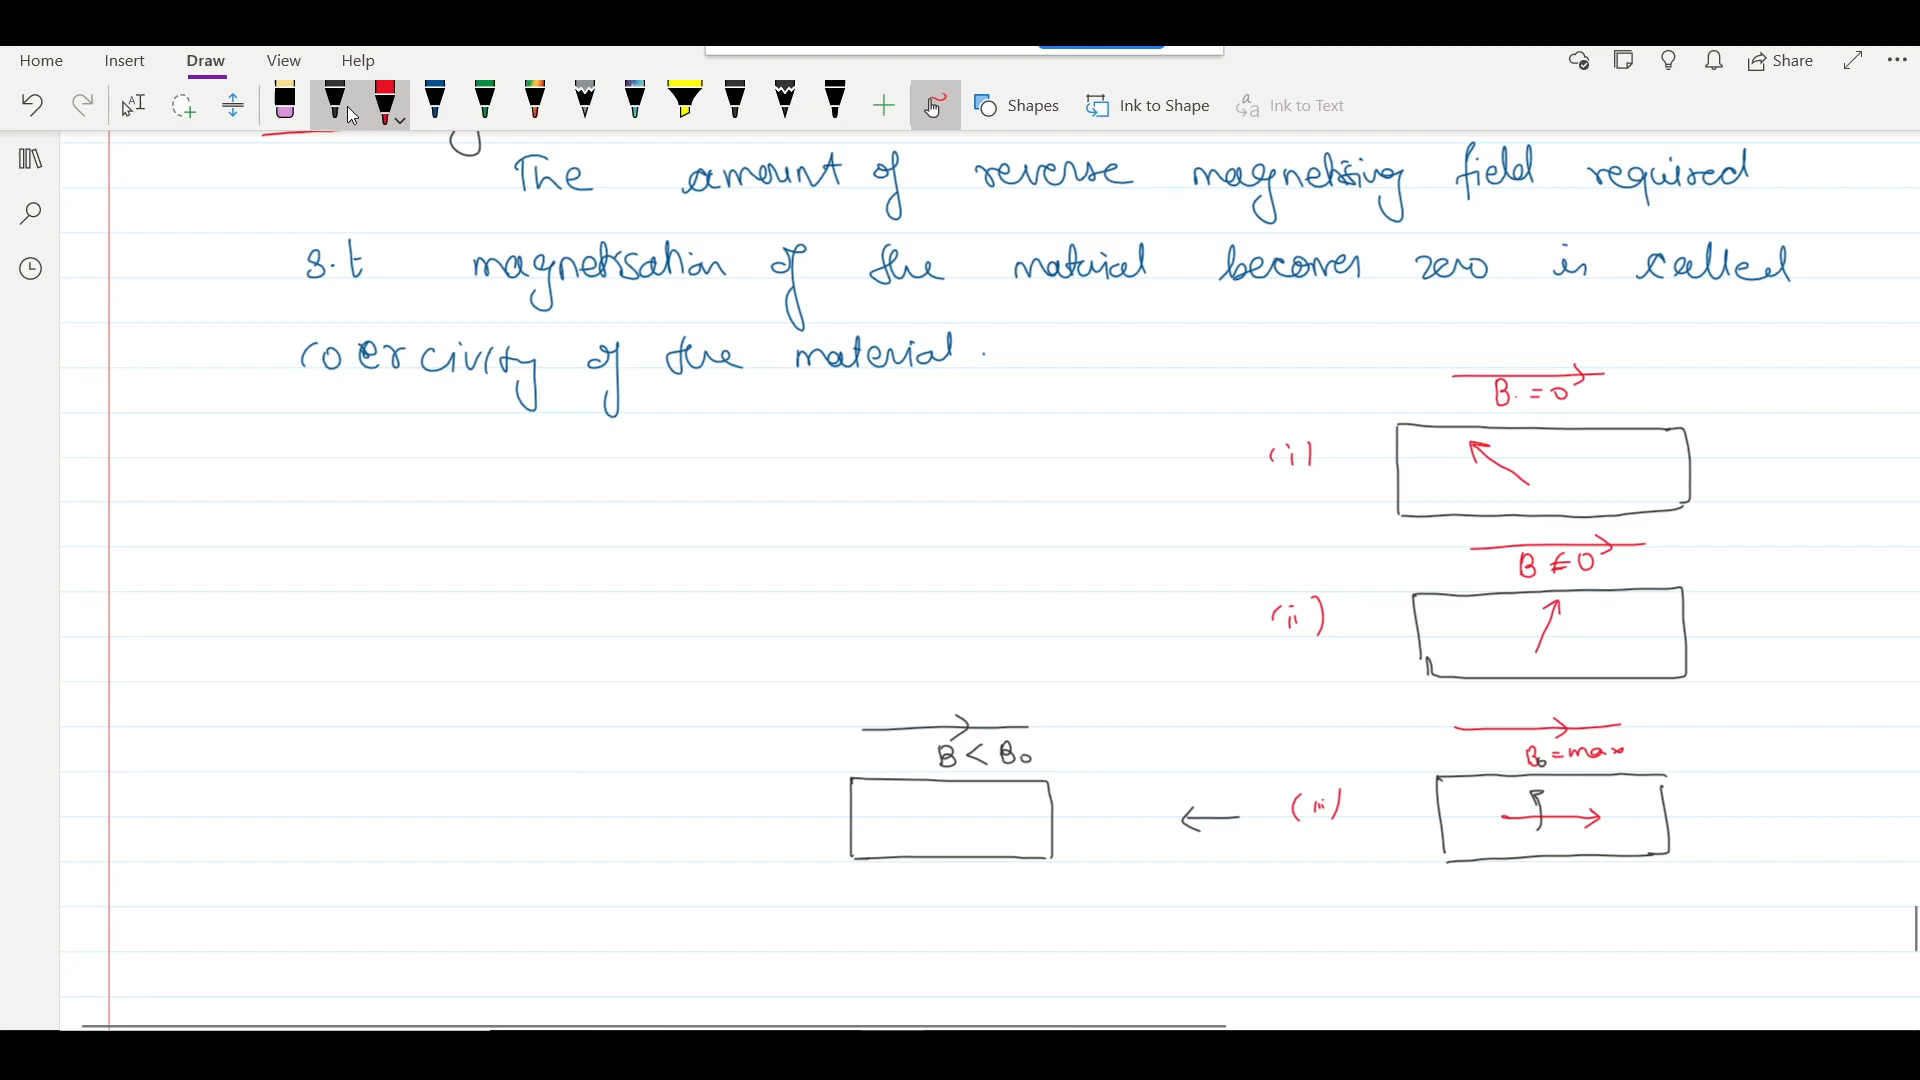 Home Insert Draw View Help
Share
Shapes Ink to Shape Ink to Text
The amount of reverse magnetising field required
s.t magnetisation of the material becomes zero is called
coercivity of the material.
B = 0
(i)
B ≠ 0
(ii)
B < B₀
B₀ = max
(iii)